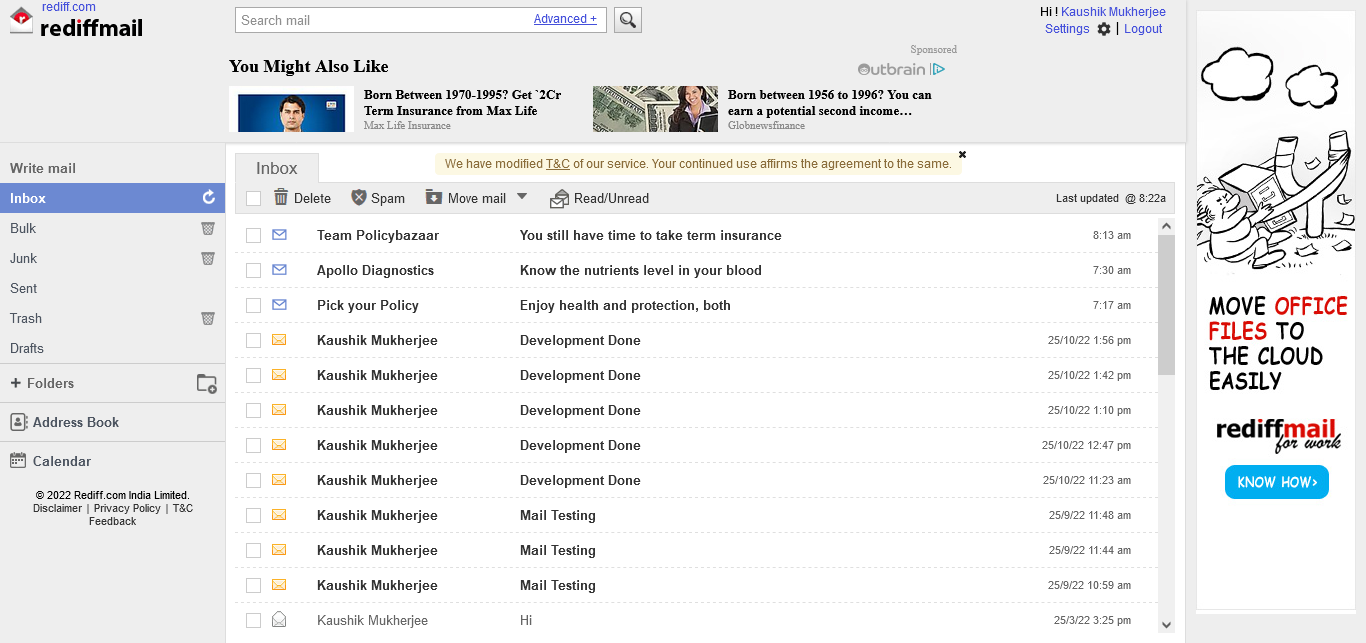 rediff.com
rediffmail
Search mail
Advanced +
Hi ! Kaushik Mukherjee
Settings | Logout
Sponsored
You Might Also Like
Outbrain
Born Between 1970-1995? Get `2Cr
Term Insurance from Max Life
Max Life Insurance
Born between 1956 to 1996? You can
earn a potential second income…
Globnewsfinance
Write mail
Inbox
Bulk
Junk
Sent
Trash
Drafts
+ Folders
Address Book
Calendar
© 2022 Rediff.com India Limited.
Disclaimer | Privacy Policy | T&C
Feedback
Inbox
We have modified T&C of our service. Your continued use affirms the agreement to the same.
Delete Spam Move mail Read/Unread Last updated @ 8:22a
Team Policybazaar You still have time to take term insurance 8:13 am
Apollo Diagnostics Know the nutrients level in your blood 7:30 am
Pick your Policy Enjoy health and protection, both 7:17 am
Kaushik Mukherjee Development Done 25/10/22 1:56 pm
Kaushik Mukherjee Development Done 25/10/22 1:42 pm
Kaushik Mukherjee Development Done 25/10/22 1:10 pm
Kaushik Mukherjee Development Done 25/10/22 12:47 pm
Kaushik Mukherjee Development Done 25/10/22 11:23 am
Kaushik Mukherjee Mail Testing 25/9/22 11:48 am
Kaushik Mukherjee Mail Testing 25/9/22 11:44 am
Kaushik Mukherjee Mail Testing 25/9/22 10:59 am
Kaushik Mukherjee Hi 25/3/22 3:25 pm
MOVE OFFICE
FILES TO
THE CLOUD
EASILY
rediffmail
for work
KNOW HOW>